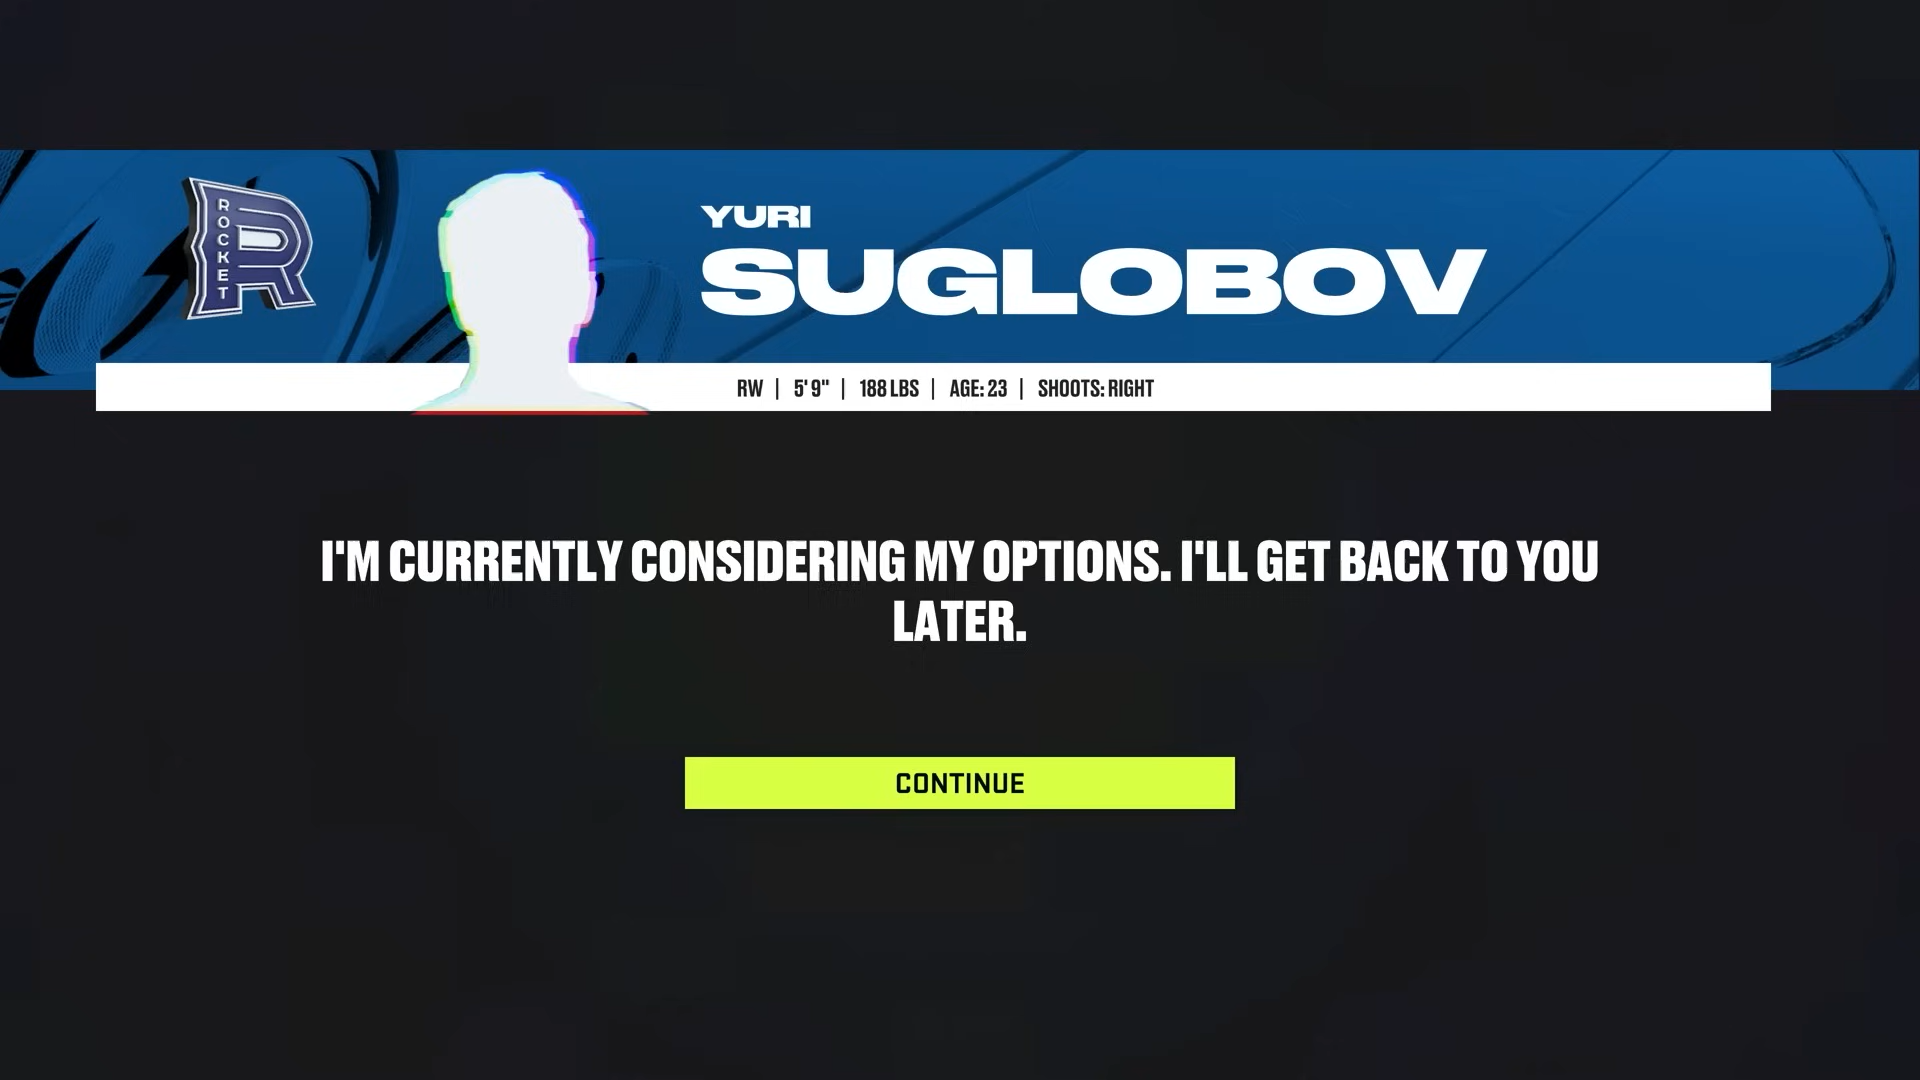 ROCKET
YURI
SUGLOBOV
RW | 5'9" | 188 LBS | AGE: 23 | SHOOTS: RIGHT
I'M CURRENTLY CONSIDERING MY OPTIONS. I'LL GET BACK TO YOU
LATER.
CONTINUE